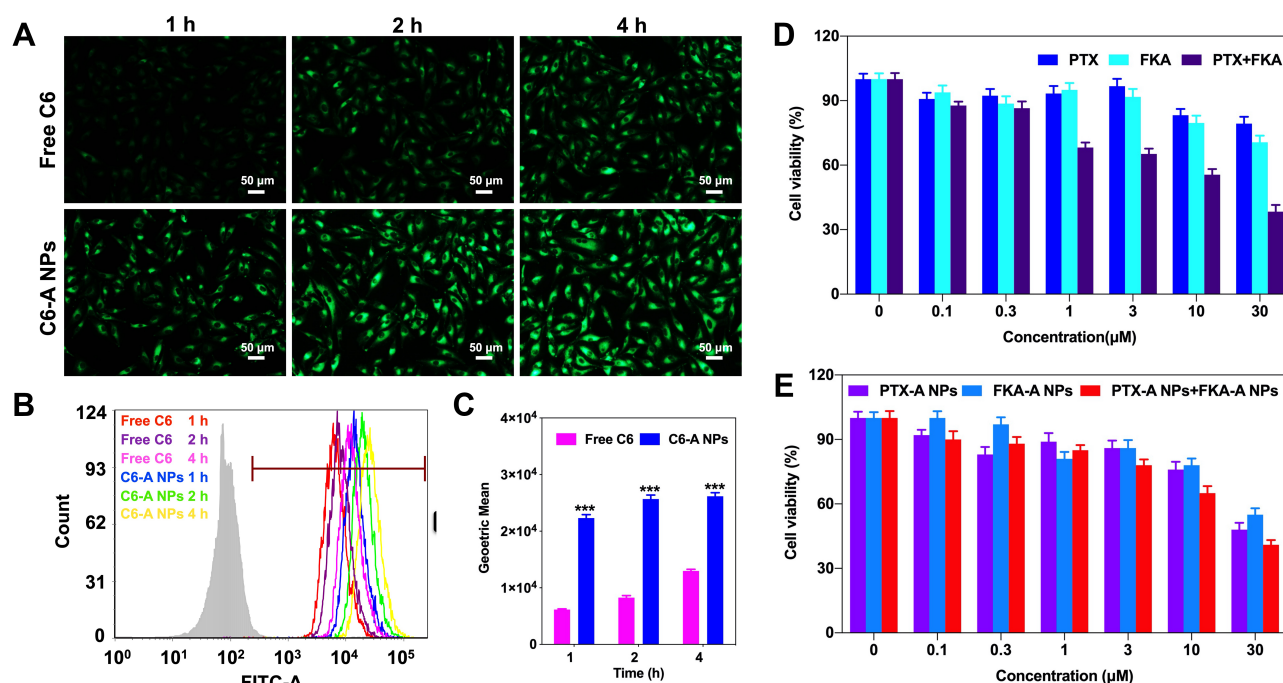 A
1 h
2 h
4 h
Free C6
50 µm
50 µm
50 µm
C6-A NPs
50 µm
50 µm
50 µm
B
124
93
62
31
0
Count
Free C6 1 h
Free C6 2 h
Free C6 4 h
C6-A NPs 1 h
C6-A NPs 2 h
C6-A NPs 4 h
10⁰ 10¹ 10² 10³ 10⁴ 10⁵
FITC-A
C
4×10⁴
3×10⁴
2×10⁴
1×10⁴
0
Geoetric Mean
Free C6 C6-A NPs
*** *** ***
1 2 4
Time (h)
D
120
90
60
30
0
Cell viability (%)
PTX FKA PTX+FKA
0 0.1 0.3 1 3 10 30
Concentration(µM)
E
120
90
60
30
0
Cell viability (%)
PTX-A NPs FKA-A NPs PTX-A NPs+FKA-A NPs
0 0.1 0.3 1 3 10 30
Concentration (µM)